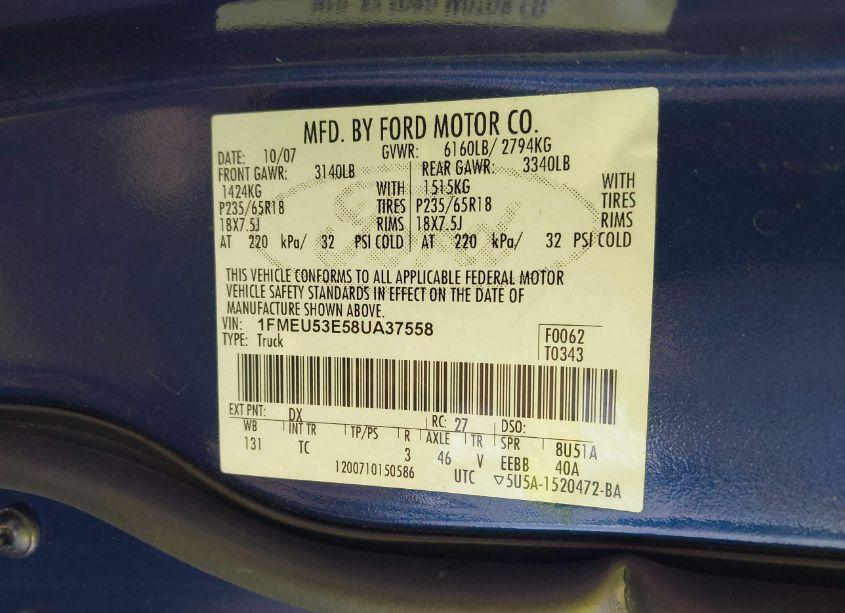 MFD. BY FORD MOTOR CO.
DATE: 10/07 GVWR: 6160LB/ 2794KG
FRONT GAWR: 3140LB REAR GAWR: 3340LB
1424KG WITH 1515KG WITH
P235/65R18 TIRES P235/65R18 TIRES
18X7.5J RIMS 18X7.5J RIMS
AT 220 kPa/ 32 PSI COLD AT 220 kPa/ 32 PSI COLD
THIS VEHICLE CONFORMS TO ALL APPLICABLE FEDERAL MOTOR
VEHICLE SAFETY STANDARDS IN EFFECT ON THE DATE OF
MANUFACTURE SHOWN ABOVE.
VIN: 1FMEU53E58UA37558 F0062
TYPE: Truck T0343
EXT PNT: DX RC: 27 DSO:
WB INT TR TP/PS R AXLE TR SPR 8U51A
131 TC 3 46 V EEBB 40A
1200710150586 UTC ▽5U5A-1520472-BA